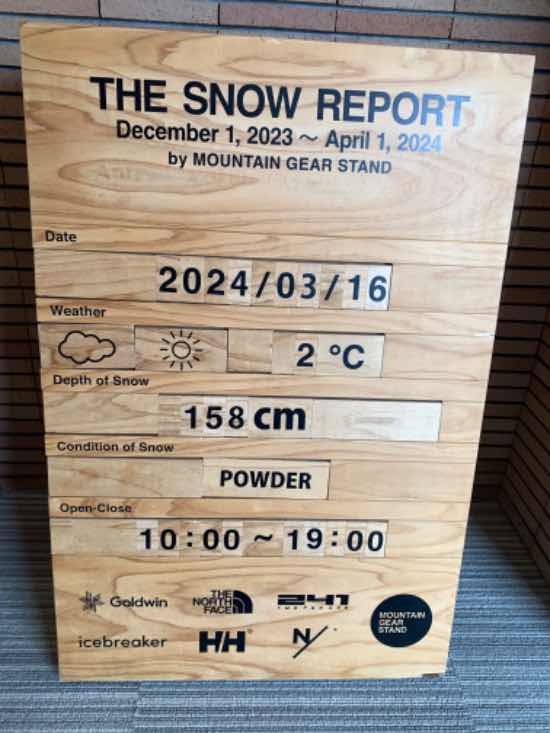 THE SNOW REPORT
December 1, 2023 ～ April 1, 2024
by MOUNTAIN GEAR STAND
Date
2024/03/16
Weather
2 °C
Depth of Snow
158 cm
Condition of Snow
POWDER
Open-Close
10:00 ~ 19:00
Goldwin
THE
NORTH
FACE
241
icebreaker
HH
N/
MOUNTAIN
GEAR
STAND